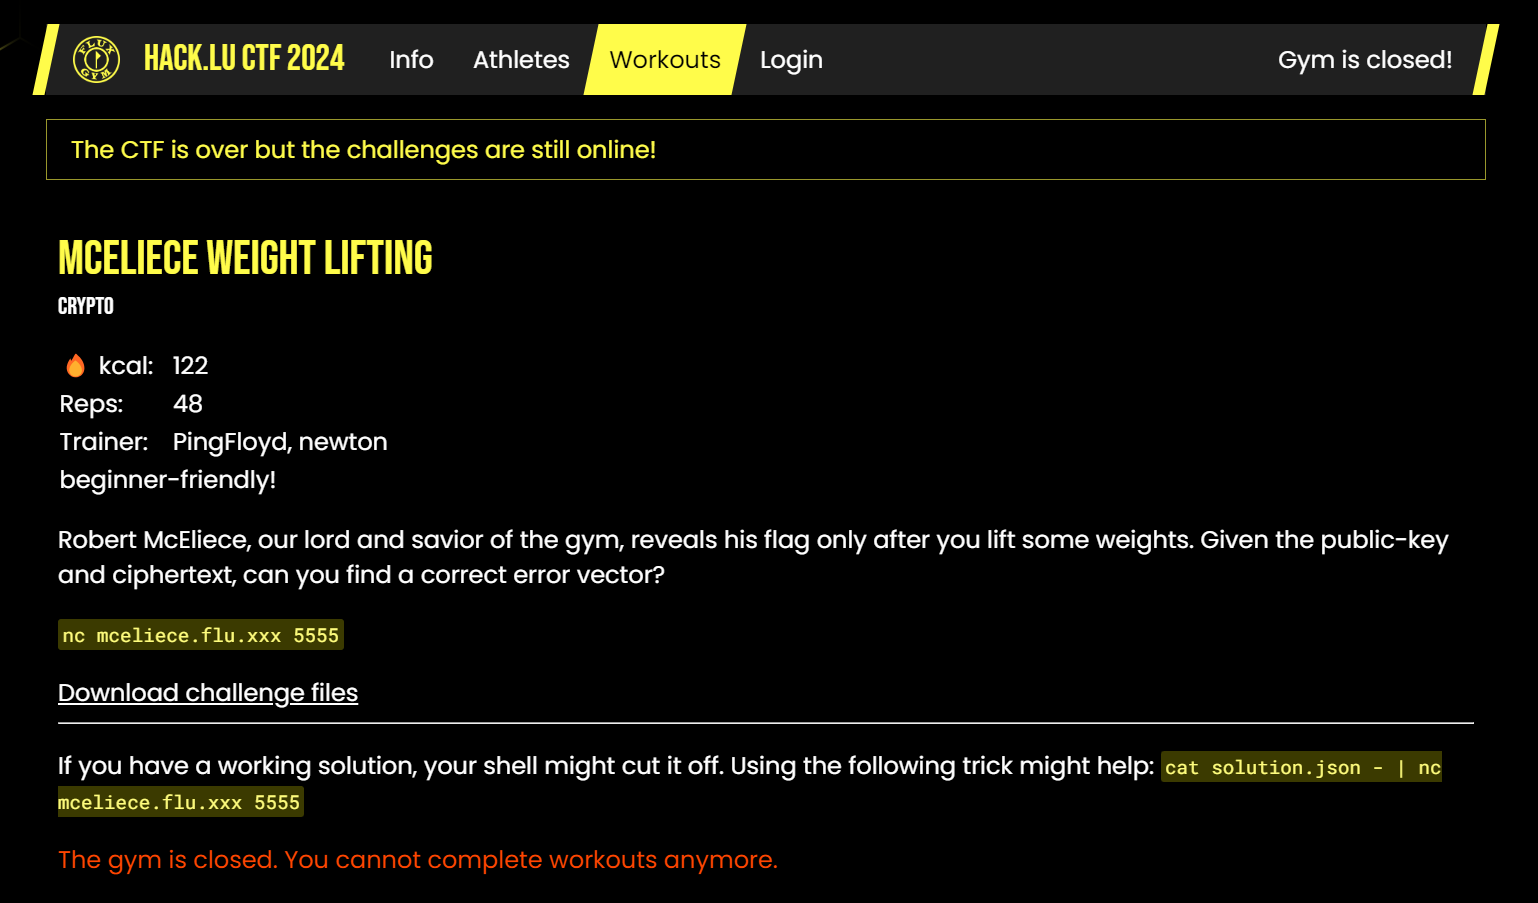 FLUX GYM
HACK.LU CTF 2024 Info Athletes Workouts Login Gym is closed!
The CTF is over but the challenges are still online!
MCELIECE WEIGHT LIFTING
CRYPTO
🔥 kcal: 122
Reps: 48
Trainer: PingFloyd, newton
beginner-friendly!
Robert McEliece, our lord and savior of the gym, reveals his flag only after you lift some weights. Given the public-key
and ciphertext, can you find a correct error vector?
nc mceliece.flu.xxx 5555
Download challenge files
If you have a working solution, your shell might cut it off. Using the following trick might help: cat solution.json - | nc
mceliece.flu.xxx 5555
The gym is closed. You cannot complete workouts anymore.